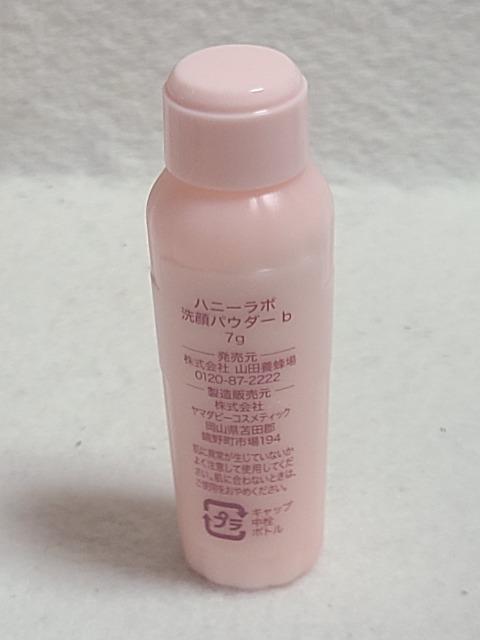 ハニーラボ
洗顔パウダー b
7g
発売元
株式会社 山田養蜂場
0120-87-2222
製造販売元
株式会社
ヤマダビーコスメティック
岡山県苫田郡
鏡野町市場194
肌に異常が生じていないか
よく注意して使用してくだ
さい。肌に合わないときは、
ご使用をおやめください。
プラ
キャップ
中栓
ボトル